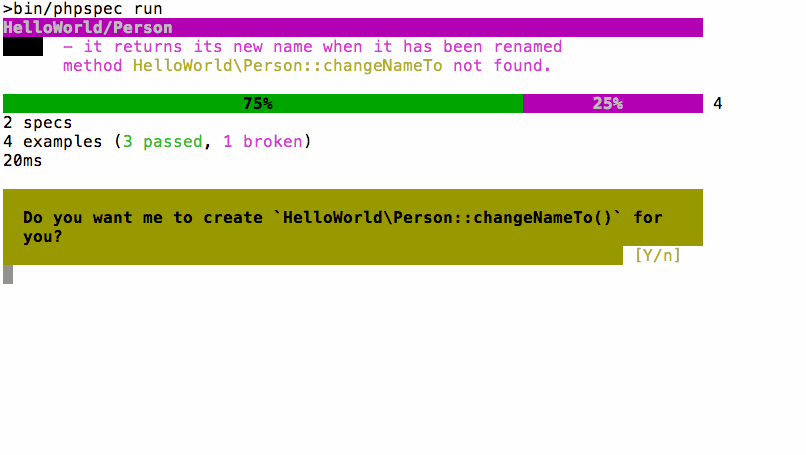 >bin/phpspec run
HelloWorld/Person
– it returns its new name when it has been renamed
method HelloWorld\Person::changeNameTo not found.
75% 25% 4
2 specs
4 examples (3 passed, 1 broken)
20ms
Do you want me to create `HelloWorld\Person::changeNameTo()` for
you?
[Y/n]